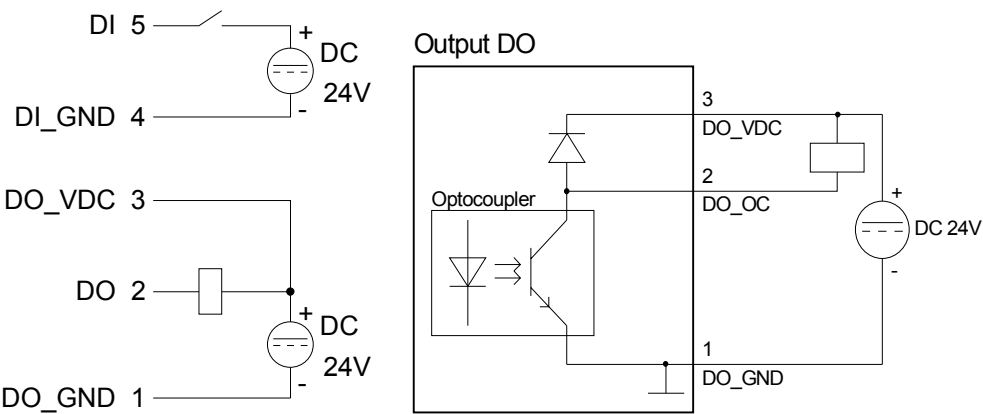 DI 5
+
DC
24V
-
DI_GND 4
DO_VDC 3
DO 2
+
DC
24V
-
DO_GND 1
Output DO
3
DO_VDC
2
DO_OC
Optocoupler
+
DC 24V
-
1
DO_GND